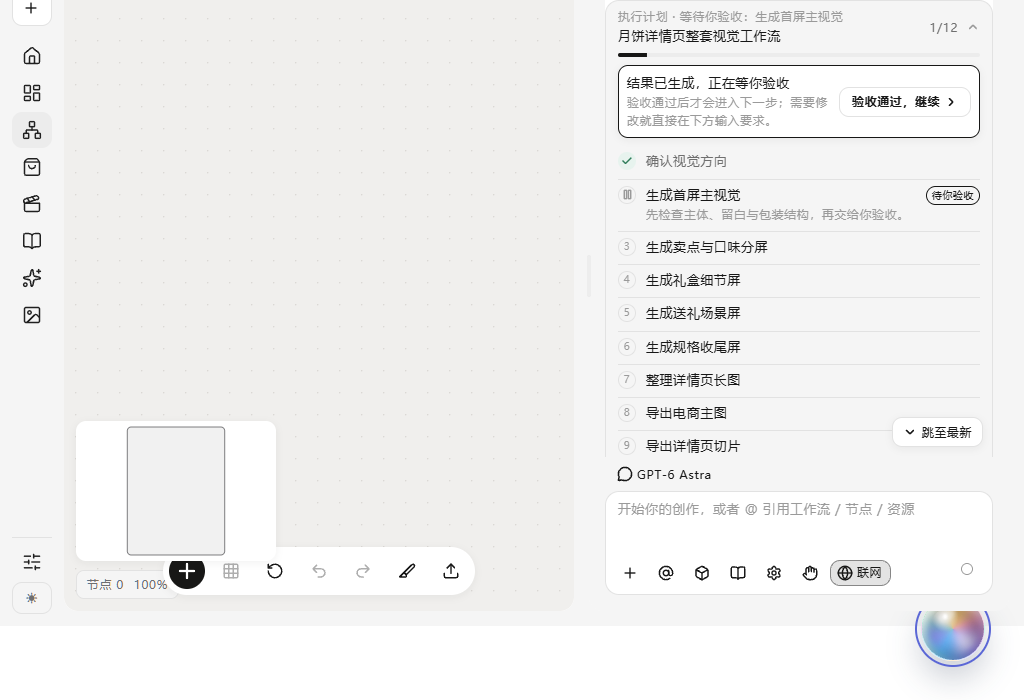 执行计划 · 等待你验收：生成首屏主视觉
月饼详情页整套视觉工作流
1/12
结果已生成，正在等你验收
验收通过后才会进入下一步；需要修
改就直接在下方输入要求。
验收通过，继续
确认视觉方向
生成首屏主视觉
待你验收
先检查主体、留白与包装结构，再交给你验收。
3 生成卖点与口味分屏
4 生成礼盒细节屏
5 生成送礼场景屏
6 生成规格收尾屏
7 整理详情页长图
8 导出电商主图
9 导出详情页切片
跳至最新
GPT-6 Astra
开始你的创作，或者 @ 引用工作流 / 节点 / 资源
联网
节点 0 100%